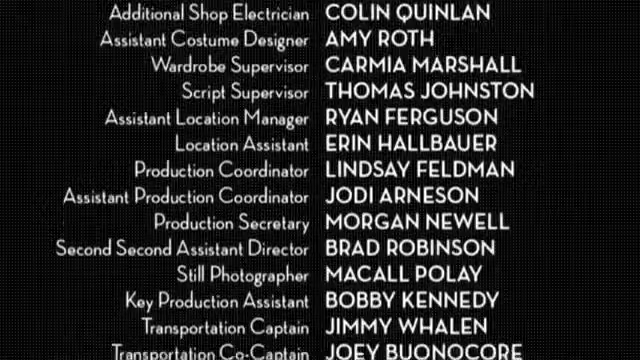 Additional Shop Electrician COLIN QUINLAN
Assistant Costume Designer AMY ROTH
Wardrobe Supervisor CARMIA MARSHALL
Script Supervisor THOMAS JOHNSTON
Assistant Location Manager RYAN FERGUSON
Location Assistant ERIN HALLBAUER
Production Coordinator LINDSAY FELDMAN
Assistant Production Coordinator JODI ARNESON
Production Secretary MORGAN NEWELL
Second Second Assistant Director BRAD ROBINSON
Still Photographer MACALL POLAY
Key Production Assistant BOBBY KENNEDY
Transportation Captain JIMMY WHALEN
Transportation Co-Captain JOEY BUONOCORE